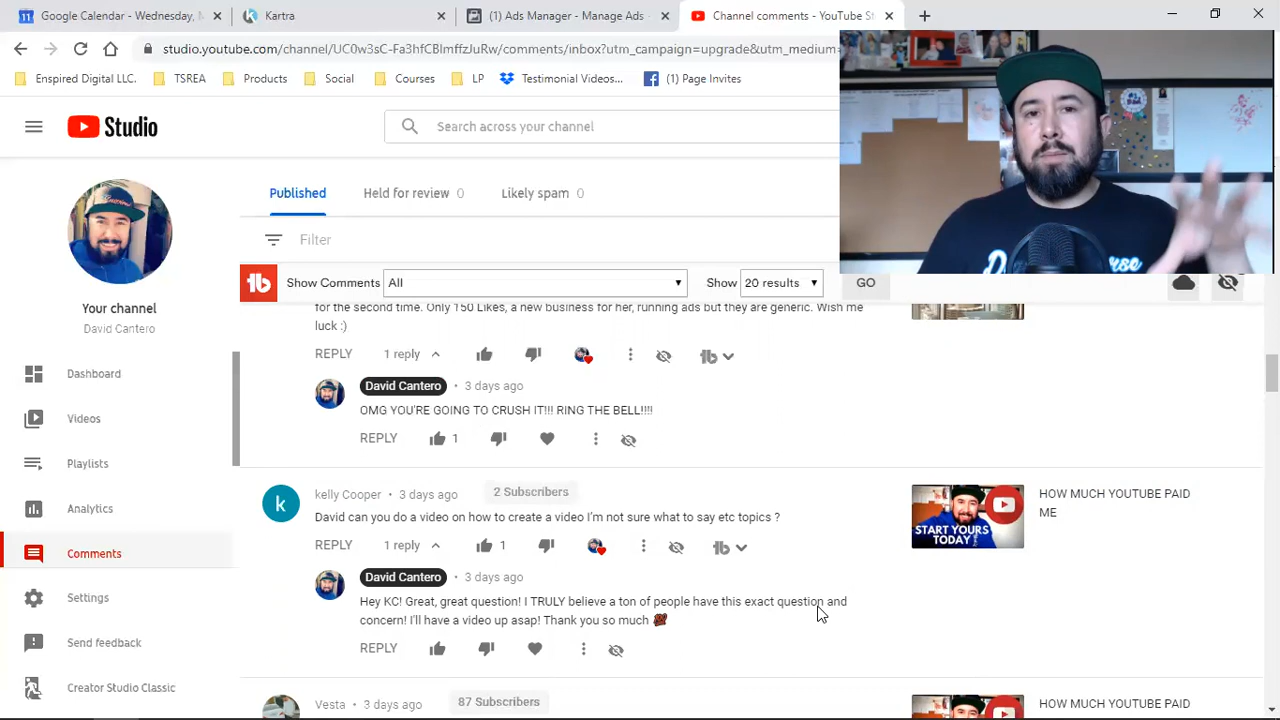 Google Calendar - Wednesday, N
Kartra
(1) Ads Manager - Manage Ads -
Channel comments - YouTube St
studio.youtube.com/channel/UC0w3sC-Fa3hfCBlmffzJuRw/comments/inbox?utm_campaign=upgrade&utm_medium=
Enspired Digital LLC.
TSREA
Products
Social
Courses
LP
Testimonial Videos...
(1) Page Invites
Studio
Search across your channel
Published
Held for review 0
Likely spam 0
Filter
Show Comments All
Show 20 results
GO
Your channel
David Cantero
Dashboard
Videos
Playlists
Analytics
Comments
Settings
Send feedback
Creator Studio Classic
for the second time. Only 150 Likes, a new business for her, running ads but they are generic. Wish me
luck :)
REPLY 1 reply
David Cantero • 3 days ago
OMG YOU'RE GOING TO CRUSH IT!!! RING THE BELL!!!!
REPLY 1
kelly Cooper • 3 days ago 2 Subscribers
David can you do a video on how to create a video I'm not sure what to say etc topics ?
REPLY 1 reply 1
David Cantero • 3 days ago
Hey KC! Great, great question! I TRULY believe a ton of people have this exact question and
concern! I'll have a video up asap! Thank you so much
REPLY
START YOURS
TODAY
HOW MUCH YOUTUBE PAID
ME
Vesta • 3 days ago 87 Subscribers
HOW MUCH YOUTUBE PAID